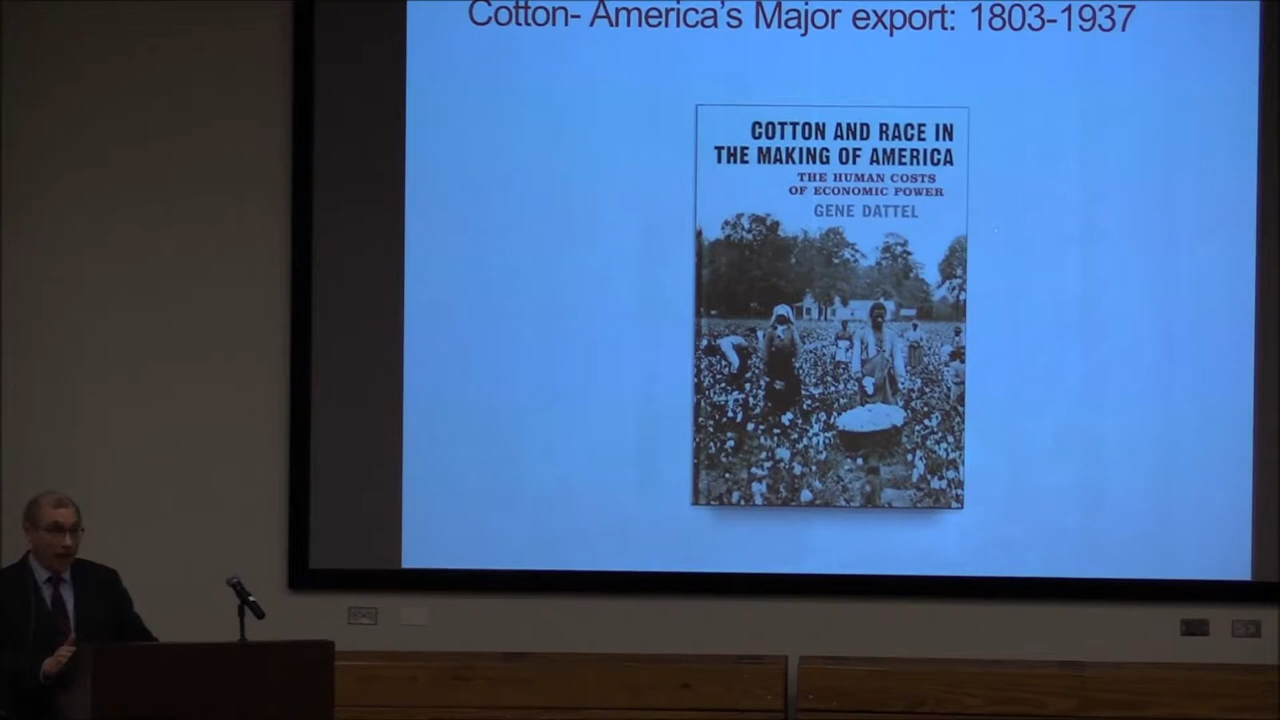 Cotton- America's Major export: 1803-1937
COTTON AND RACE IN
THE MAKING OF AMERICA
THE HUMAN COSTS
OF ECONOMIC POWER
GENE DATTEL